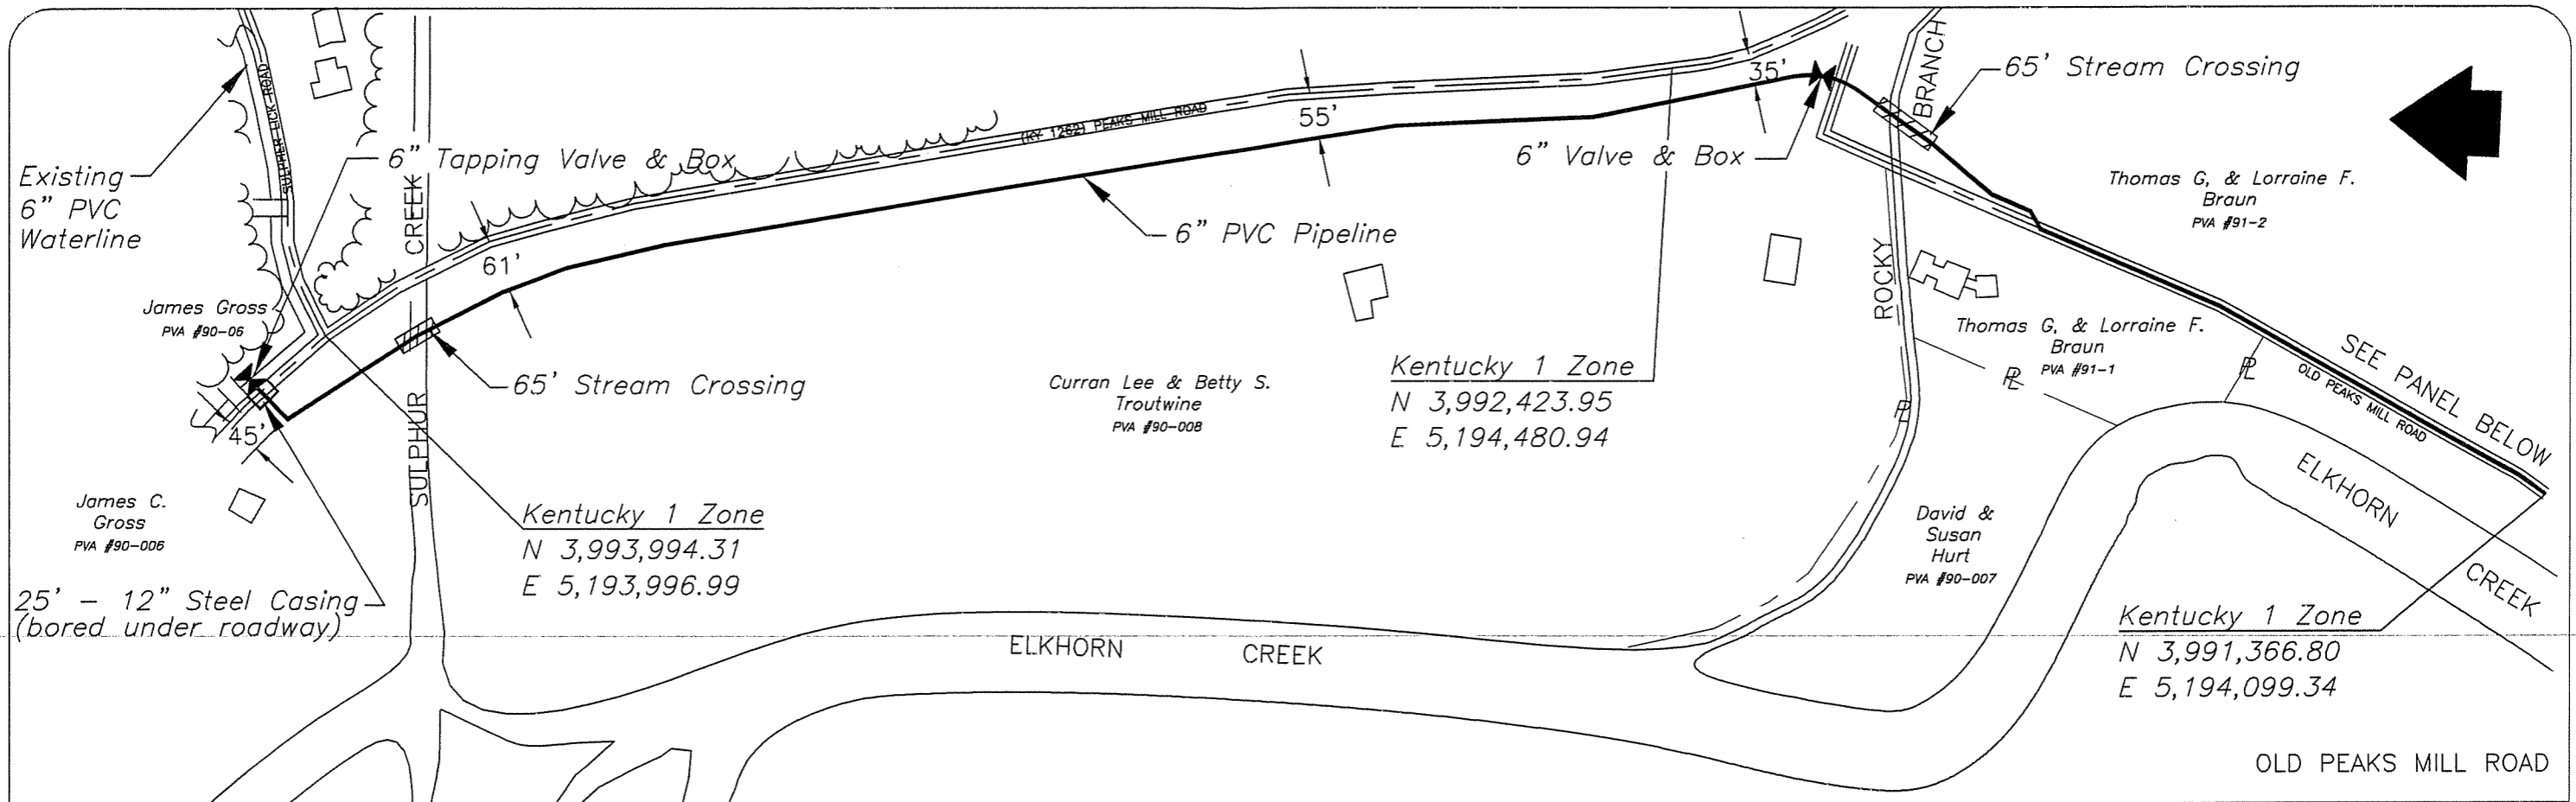 BRANCH
65' Stream Crossing
SULPHER LICK ROAD
35'
(KY 1262) PEAKS MILL ROAD
55'
Existing
6" PVC
Waterline
6" Tapping Valve & Box
6" Valve & Box
Thomas G, & Lorraine F.
Braun
PVA #91-2
CREEK
6" PVC Pipeline
61'
ROCKY
James Gross
PVA #90-06
Thomas G, & Lorraine F.
Braun
PVA #91-1
SEE PANEL BELOW
PL
PL
OLD PEAKS MILL ROAD
65' Stream Crossing
Curran Lee & Betty S.
Troutwine
PVA #90-008
Kentucky 1 Zone
N 3,992,423.95
E 5,194,480.94
PL
45'
SULPHUR
ELKHORN
CREEK
James C.
Gross
PVA #90-006
Kentucky 1 Zone
N 3,993,994.31
E 5,193,996.99
David &
Susan
Hurt
PVA #90-007
25' - 12" Steel Casing
(bored under roadway)
ELKHORN CREEK
Kentucky 1 Zone
N 3,991,366.80
E 5,194,099.34
OLD PEAKS MILL ROAD